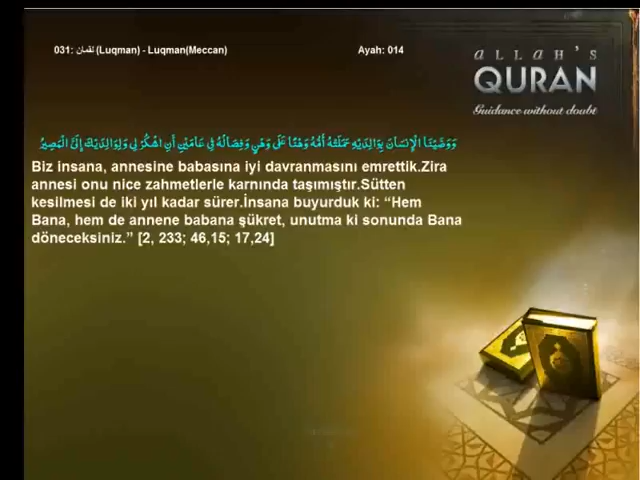 031: لقمان (Luqman) - Luqman(Meccan) Ayah: 014
ALLAH'S
QURAN
Guidance without doubt
وَوَصَّيْنَا الْإِنسَانَ بِوَالِدَيْهِ حَمَلَتْهُ أُمُّهُ وَهْنًا عَلَى وَهْنٍ وَفِصَالُهُ فِي عَامَيْنِ أَنِ اشْكُرْ لِي وَلِوَالِدَيْكَ إِلَيَّ الْمَصِيرُ
Biz insana, annesine babasına iyi davranmasını emrettik.Zira
annesi onu nice zahmetlerle karnında taşımıştır.Sütten
kesilmesi de iki yıl kadar sürer.İnsana buyurduk ki: “Hem
Bana, hem de annene babana şükret, unutma ki sonunda Bana
döneceksiniz.” [2, 233; 46,15; 17,24]